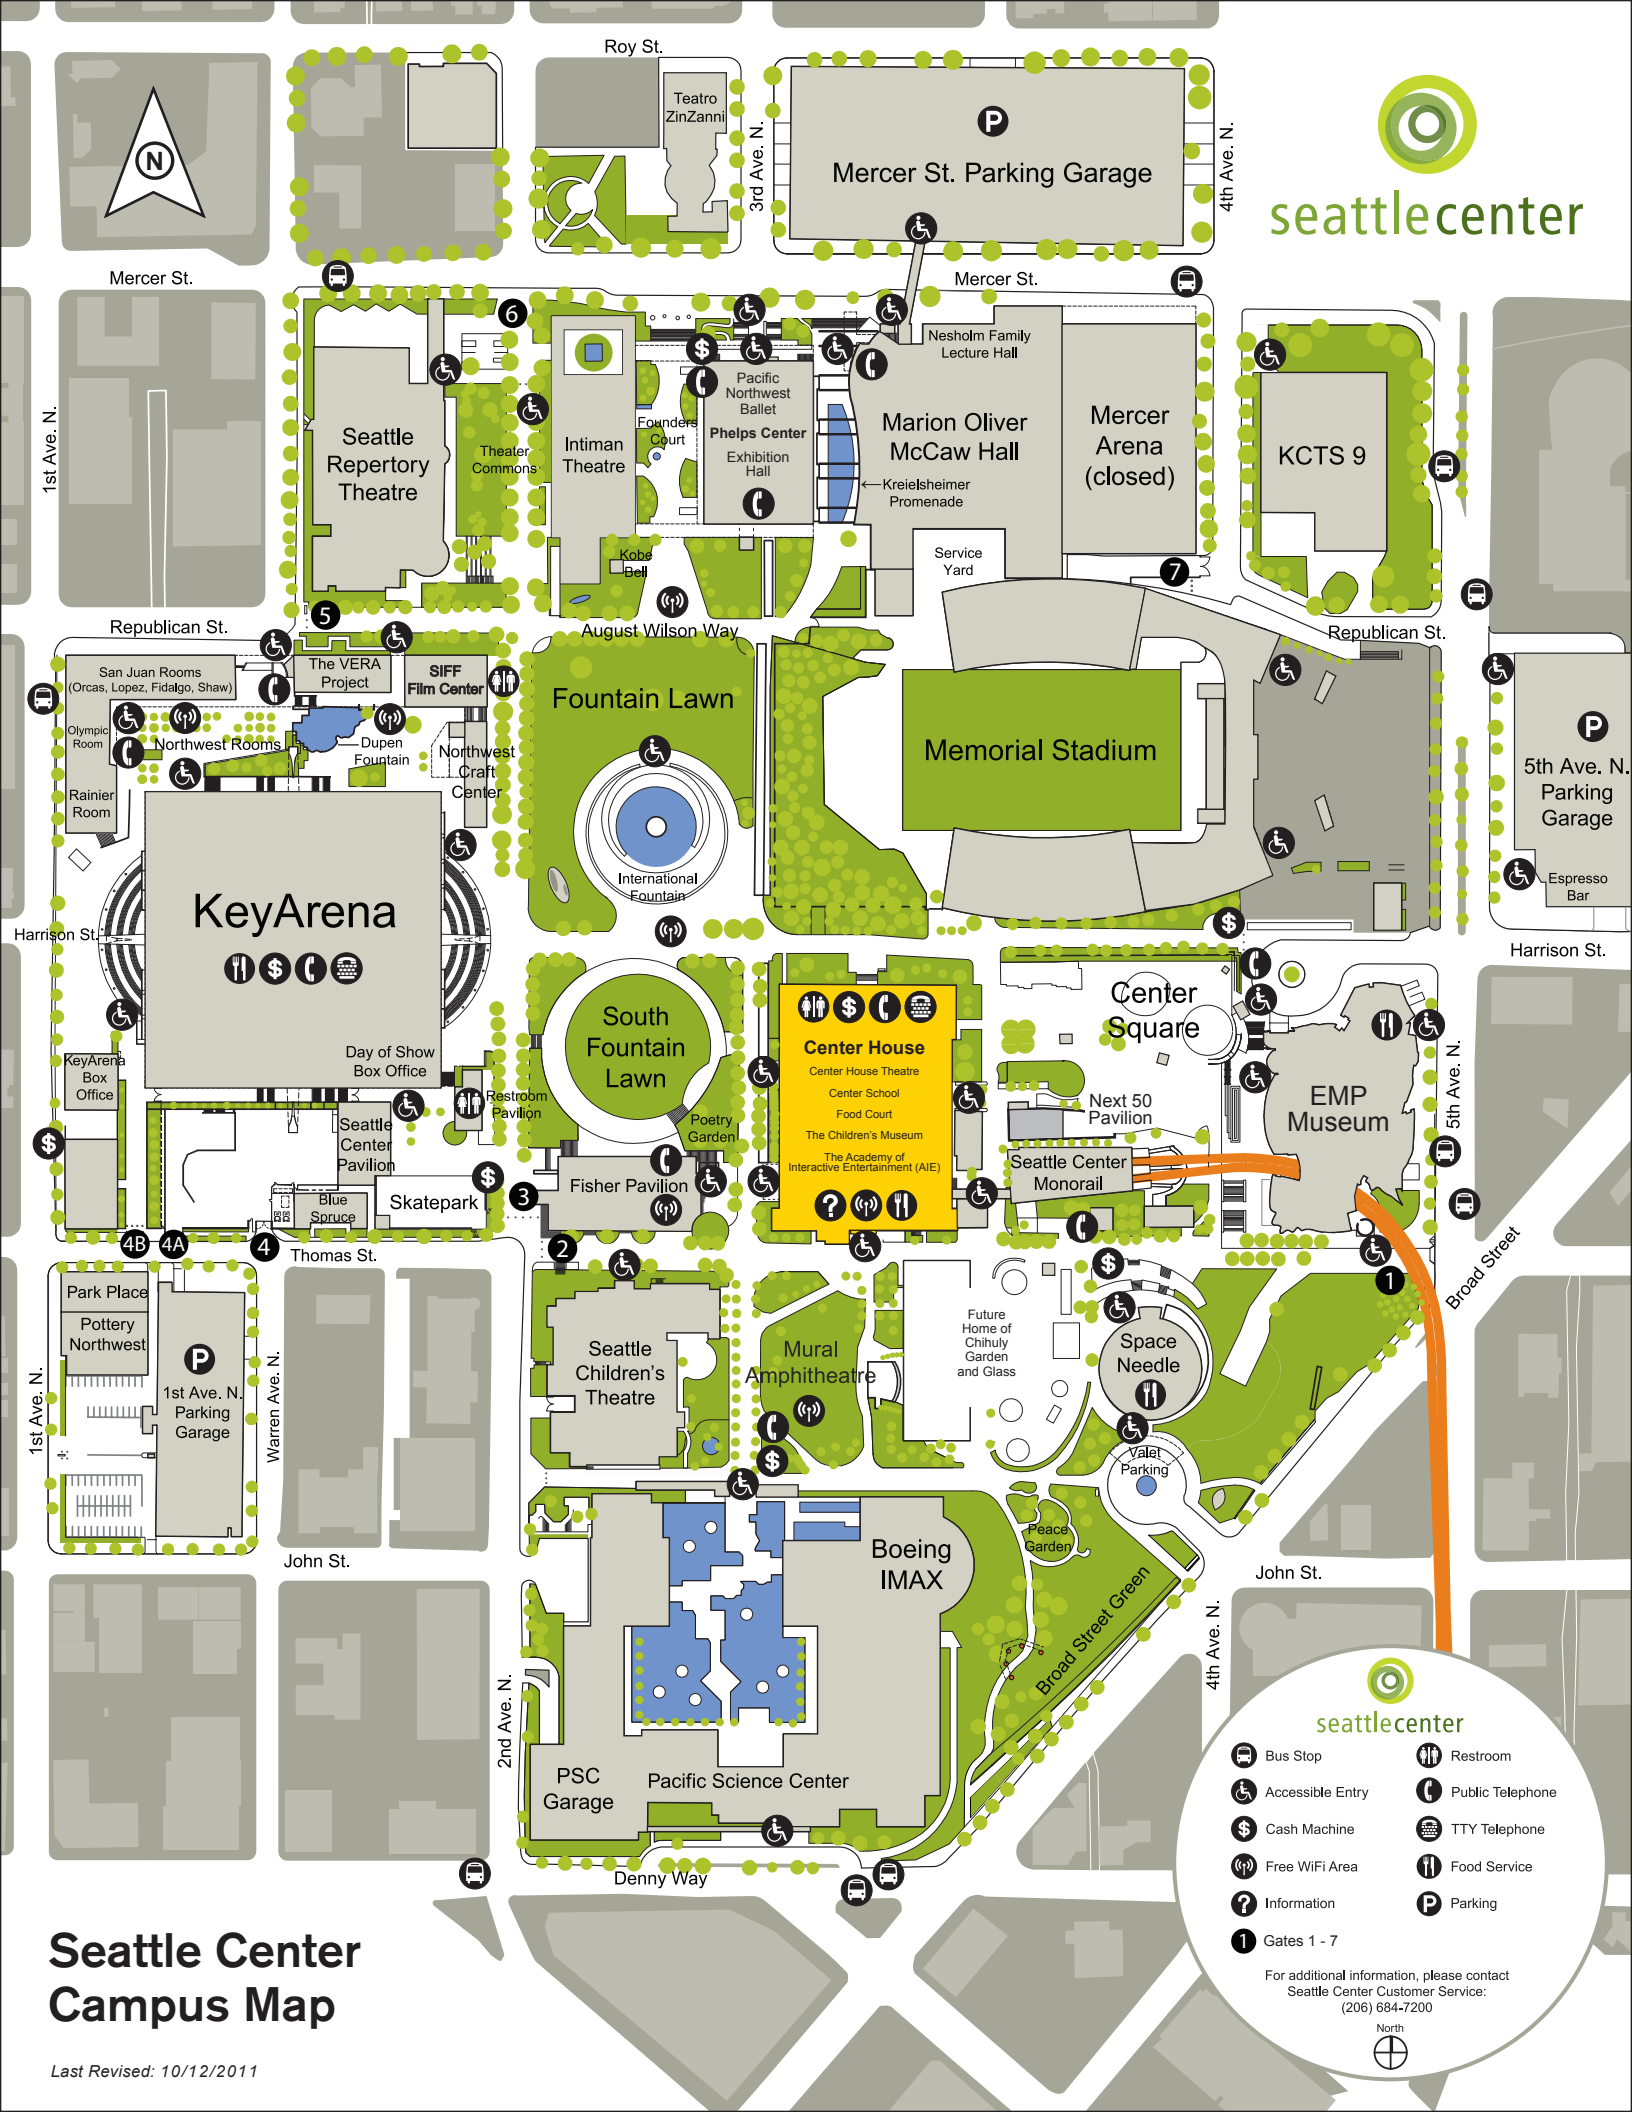 Roy St.
Teatro
ZinZanni
3rd Ave. N.
P
Mercer St. Parking Garage
4th Ave. N.
seattlecenter
N
Mercer St.
Mercer St.
6
Nesholm Family
Lecture Hall
$
Pacific
Northwest
Ballet
Phelps Center
Exhibition
Hall
Founders
Court
Marion Oliver
McCaw Hall
Mercer
Arena
(closed)
KCTS 9
1st Ave. N.
Seattle
Repertory
Theatre
Theater
Commons
Intiman
Theatre
Kreielsheimer
Promenade
Kobe
Bell
Service
Yard
7
5
Republican St.
August Wilson Way
Republican St.
San Juan Rooms
(Orcas, Lopez, Fidalgo, Shaw)
The VERA
Project
SIFF
Film Center
Fountain Lawn
Olympic
Room
Northwest Rooms
Dupen
Fountain
Northwest
Craft
Center
Memorial Stadium
P
5th Ave. N.
Parking
Garage
Rainier
Room
Espresso
Bar
International
Fountain
KeyArena
$
Harrison St.
$
Harrison St.
South
Fountain
Lawn
$
Center House
Center House Theatre
Center School
Food Court
The Children's Museum
The Academy of
Interactive Entertainment (AIE)
?
Center
Square
Day of Show
Box Office
KeyArena
Box
Office
Restroom
Pavilion
Seattle
Center
Pavilion
Poetry
Garden
Next 50
Pavilion
EMP
Museum
5th Ave. N.
$
Seattle Center
Monorail
Fisher Pavilion
$
Skatepark
Blue
Spruce
3
4B
4A
4
2
Thomas St.
1
Broad Street
$
Park Place
Pottery
Northwest
P
1st Ave. N.
Parking
Garage
1st Ave. N.
Warren Ave. N.
Seattle
Children's
Theatre
Mural
Amphitheatre
$
Future
Home of
Chihuly
Garden
and Glass
Space
Needle
Valet
Parking
John St.
Boeing
IMAX
Peace
Garden
John St.
Broad Street Green
4th Ave. N.
2nd Ave. N.
PSC
Garage
Pacific Science Center
Denny Way
seattlecenter
Bus Stop
Restroom
Accessible Entry
Public Telephone
$ Cash Machine
TTY Telephone
Free WiFi Area
Food Service
? Information
P Parking
1 Gates 1 - 7
For additional information, please contact
Seattle Center Customer Service:
(206) 684-7200
North
Seattle Center
Campus Map
Last Revised: 10/12/2011